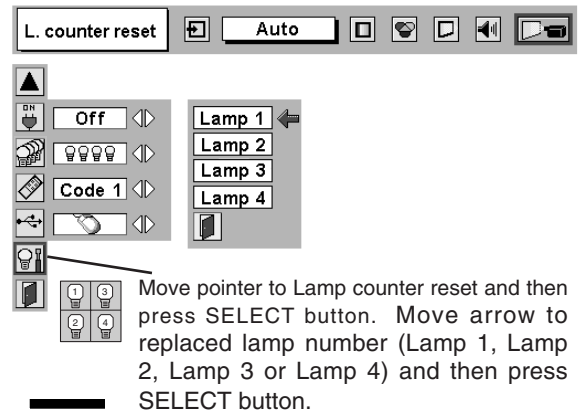 L. counter reset Auto
ON
Off
Code 1
Lamp 1
Lamp 2
Lamp 3
Lamp 4
1 3
2 4
Move pointer to Lamp counter reset and then
press SELECT button. Move arrow to
replaced lamp number (Lamp 1, Lamp
2, Lamp 3 or Lamp 4) and then press
SELECT button.